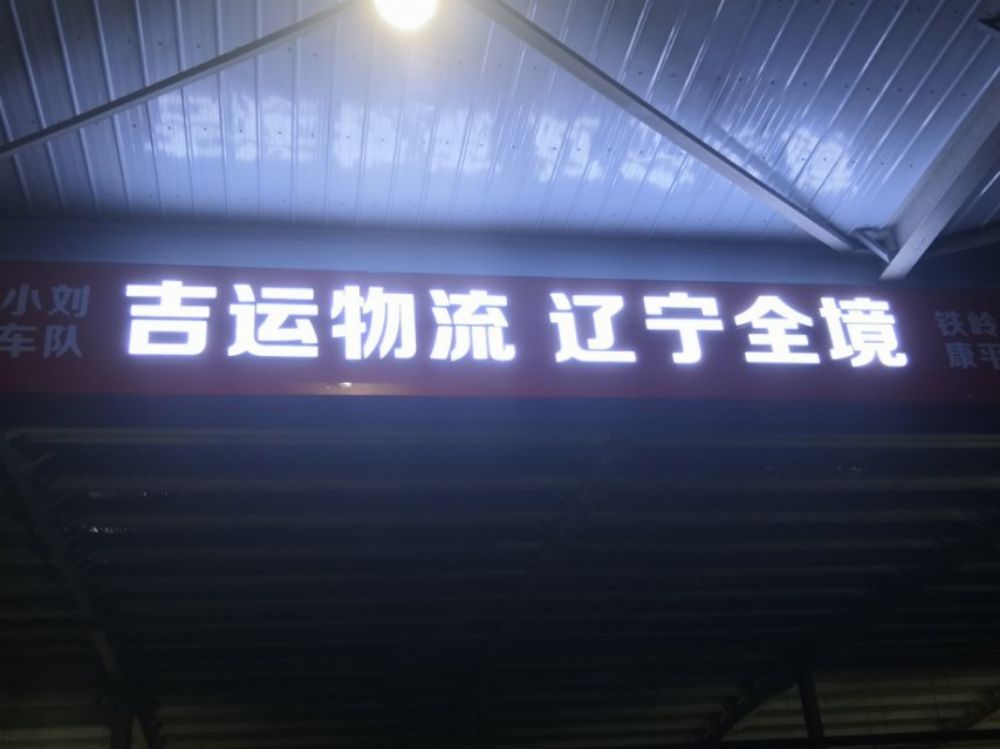 小刘
车队
吉运物流 辽宁全境
铁岭
康平